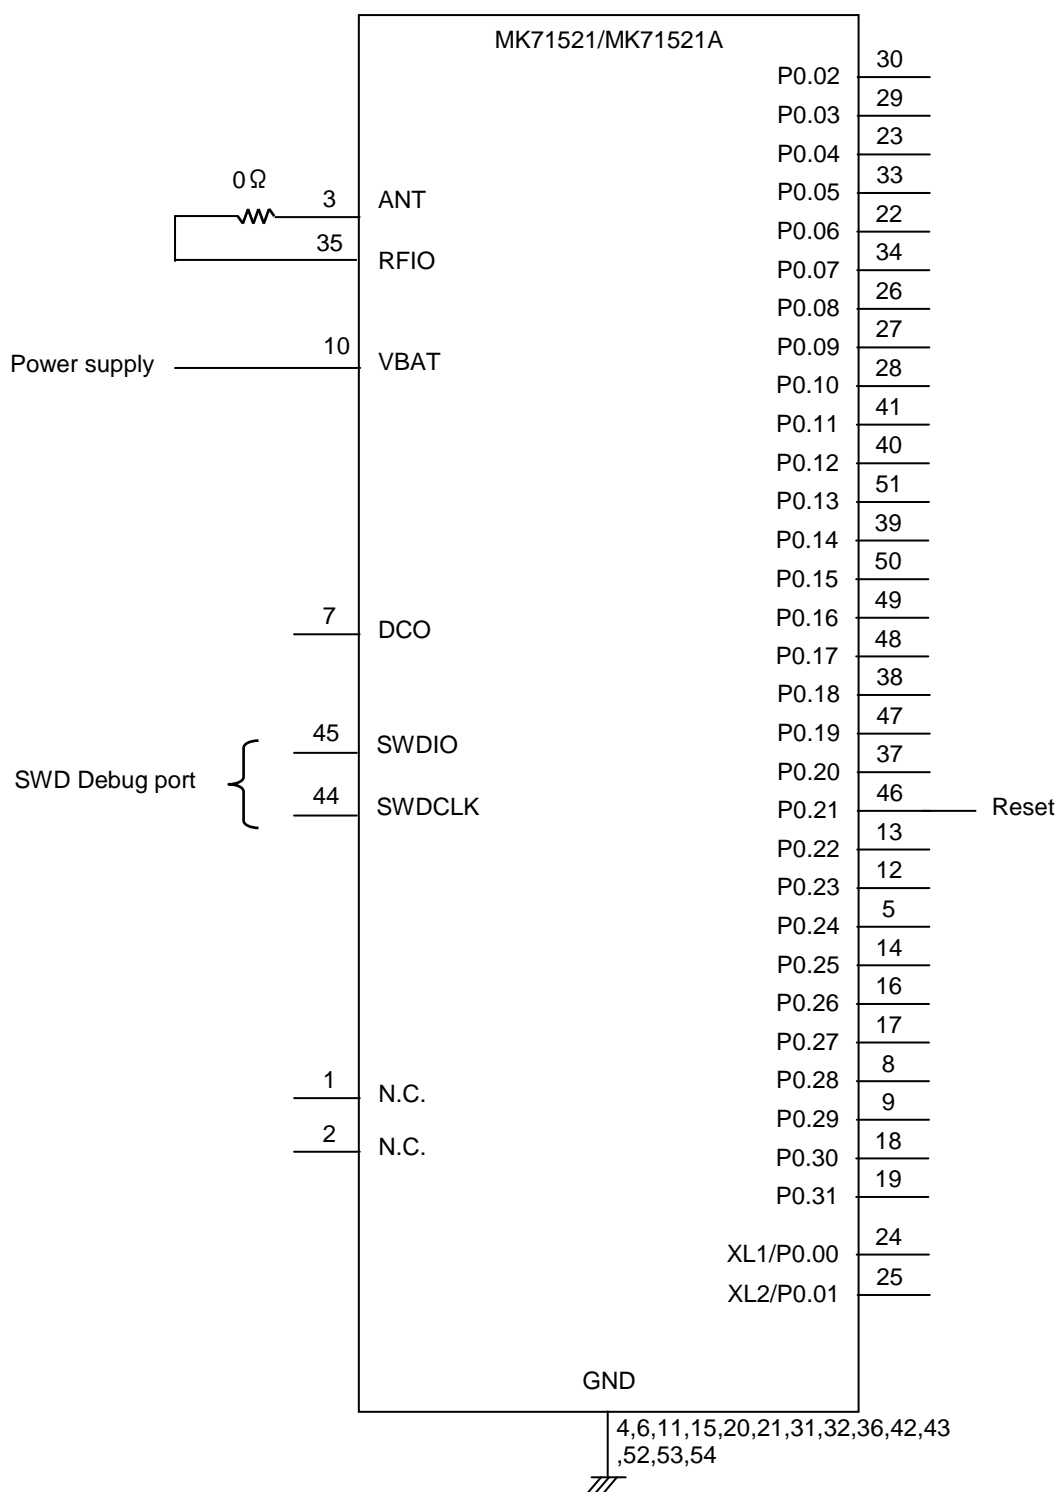 MK71521/MK71521A
30
P0.02
29
P0.03
23
P0.04
33
P0.05
22
P0.06
34
P0.07
26
P0.08
27
P0.09
28
P0.10
41
P0.11
40
P0.12
51
P0.13
39
P0.14
50
P0.15
49
P0.16
48
P0.17
38
P0.18
47
P0.19
37
P0.20
46
P0.21
Reset
13
P0.22
12
P0.23
5
P0.24
14
P0.25
16
P0.26
17
P0.27
8
P0.28
9
P0.29
18
P0.30
19
P0.31
24
XL1/P0.00
25
XL2/P0.01
0Ω
3
ANT
35
RFIO
10
Power supply
VBAT
7
DCO
45
SWDIO
SWD Debug port
44
SWDCLK
1
N.C.
2
N.C.
GND
4,6,11,15,20,21,31,32,36,42,43
,52,53,54